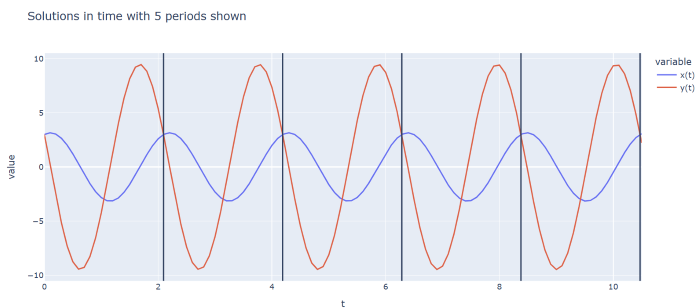 Solutions in time with 5 periods shown
10
5
0
−5
−10
value
0
2
4
6
8
10
t
variable
x(t)
y(t)